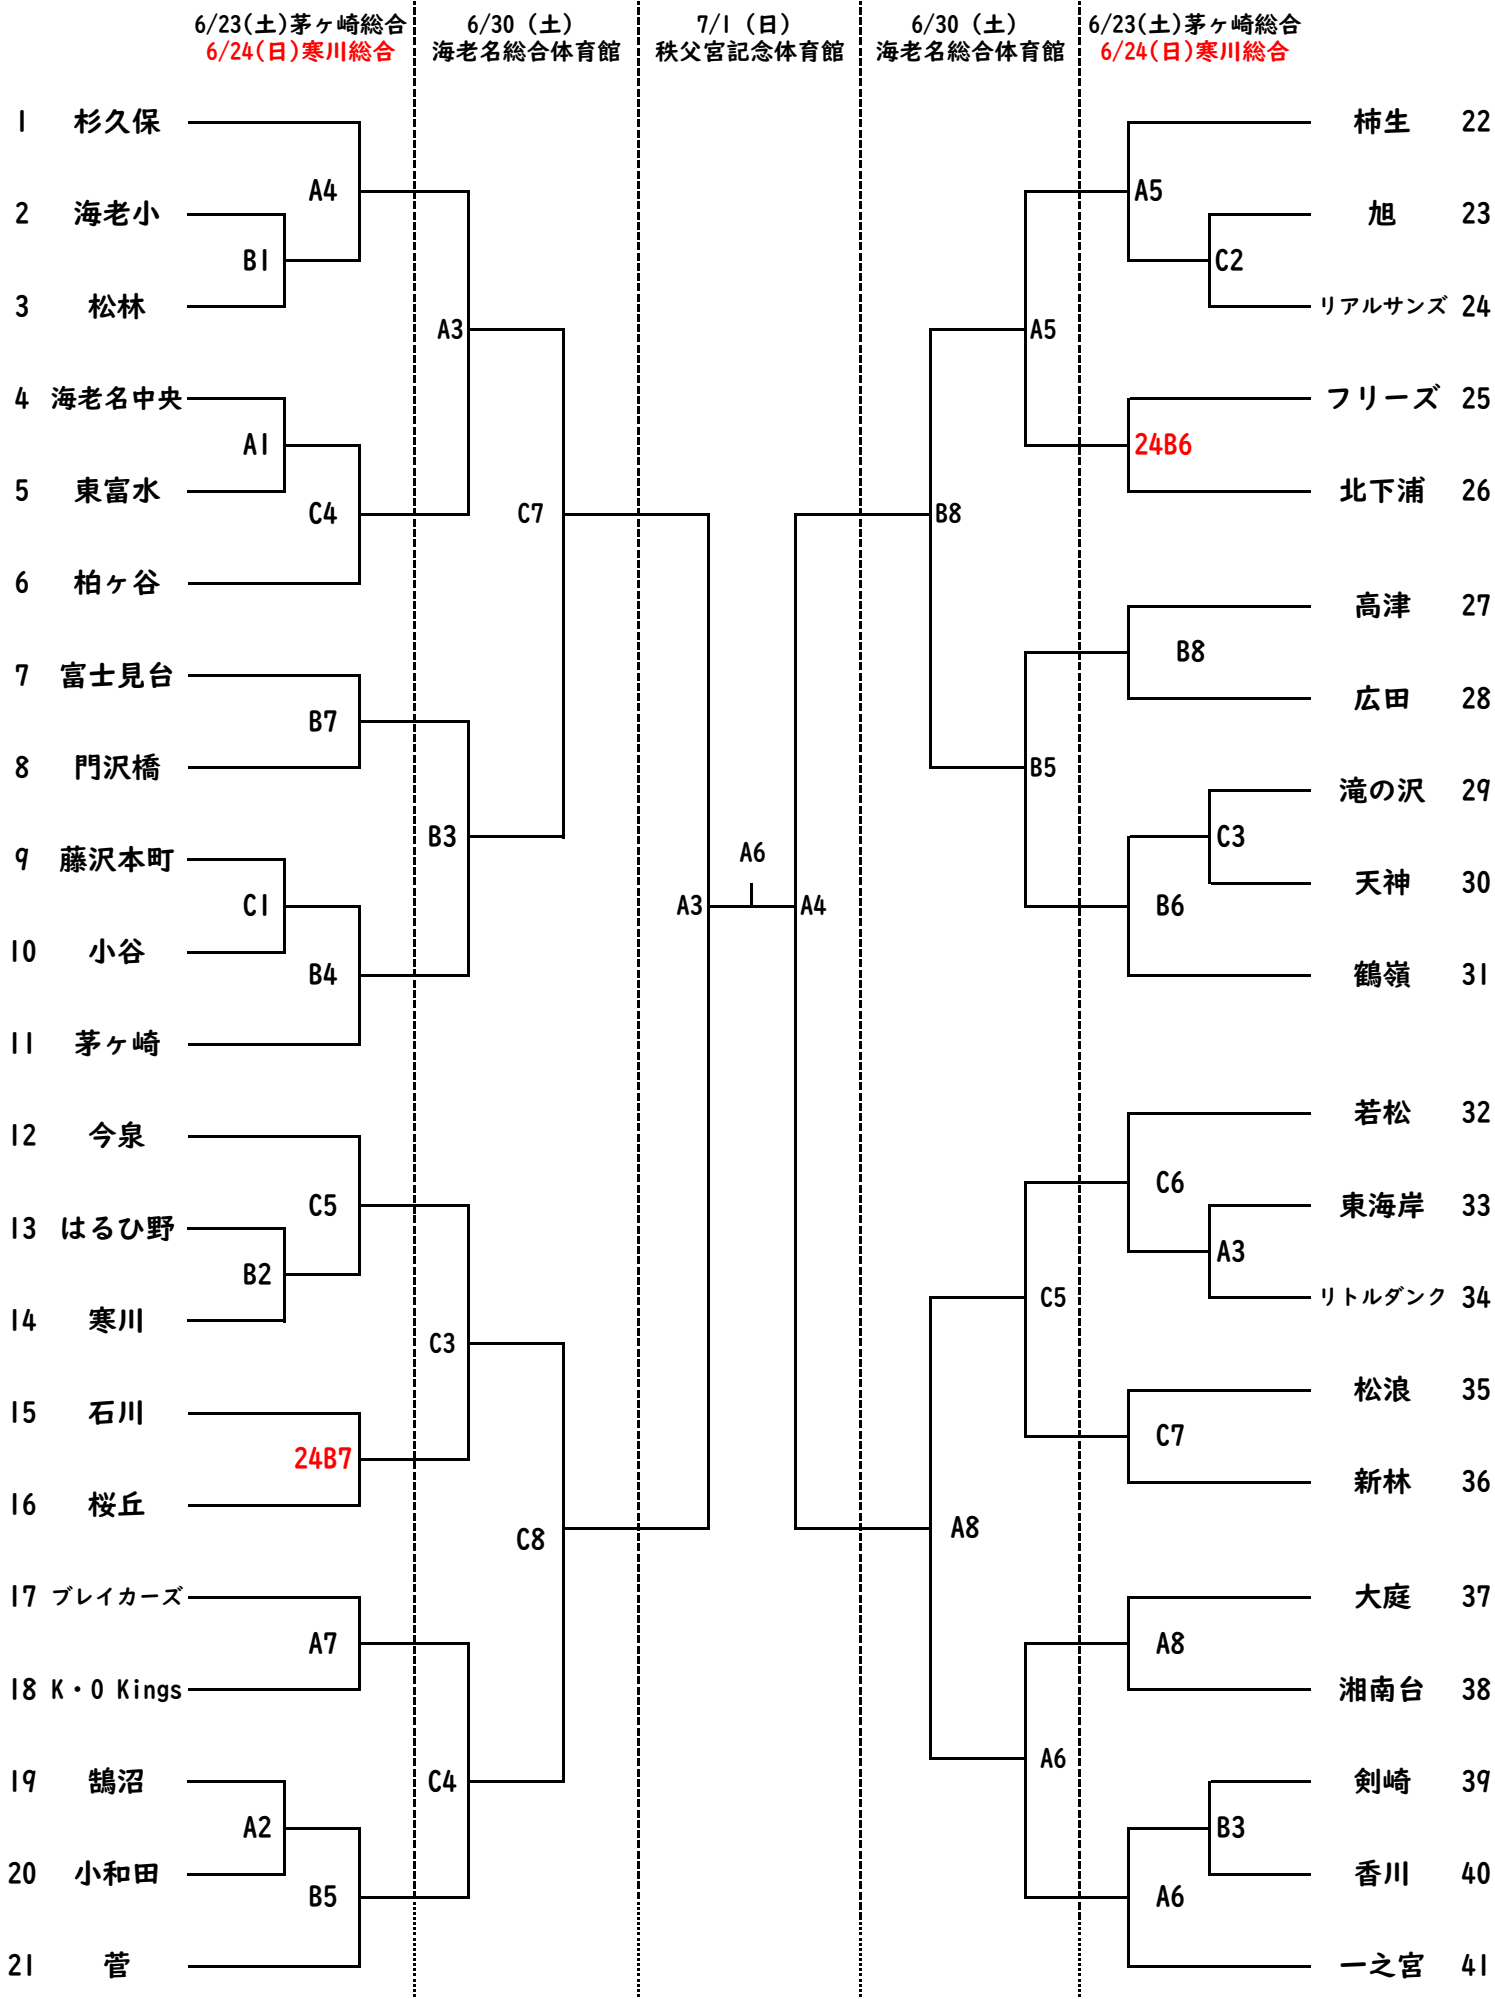 6/23(土)茅ヶ崎総合
6/24(日)寒川総合
6/30（土）
海老名総合体育館
7/1（日）
秩父宮記念体育館
6/30（土）
海老名総合体育館
6/23(土)茅ヶ崎総合
6/24(日)寒川総合
1 杉久保
2 海老小
3 松林
4 海老名中央
5 東富水
6 柏ヶ谷
7 富士見台
8 門沢橋
9 藤沢本町
10 小谷
11 茅ヶ崎
12 今泉
13 はるひ野
14 寒川
15 石川
16 桜丘
17 ブレイカーズ
18 K・O Kings
19 鵠沼
20 小和田
21 菅
A4
B1
A1
C4
B7
C1
B4
C5
B2
24B7
A7
A2
B5
A3
B3
C3
C4
C7
C8
A3
A6
A4
B8
A8
A5
B5
C5
A6
A5
C2
24B6
B8
C3
B6
C6
A3
C7
A8
B3
A6
柿生 22
旭 23
リアルサンズ 24
フリーズ 25
北下浦 26
高津 27
広田 28
滝の沢 29
天神 30
鶴嶺 31
若松 32
東海岸 33
リトルダンク 34
松浪 35
新林 36
大庭 37
湘南台 38
剣崎 39
香川 40
一之宮 41